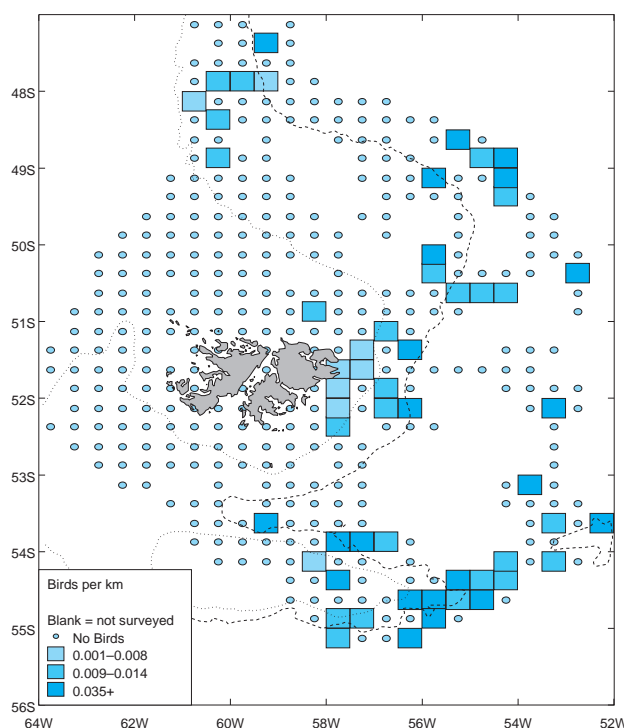 48S
49S
50S
51S
52S
53S
54S
55S
56S
Birds per km
Blank = not surveyed
No Birds
0.001–0.008
0.009–0.014
0.035+
64W 62W 60W 58W 56W 54W 52W